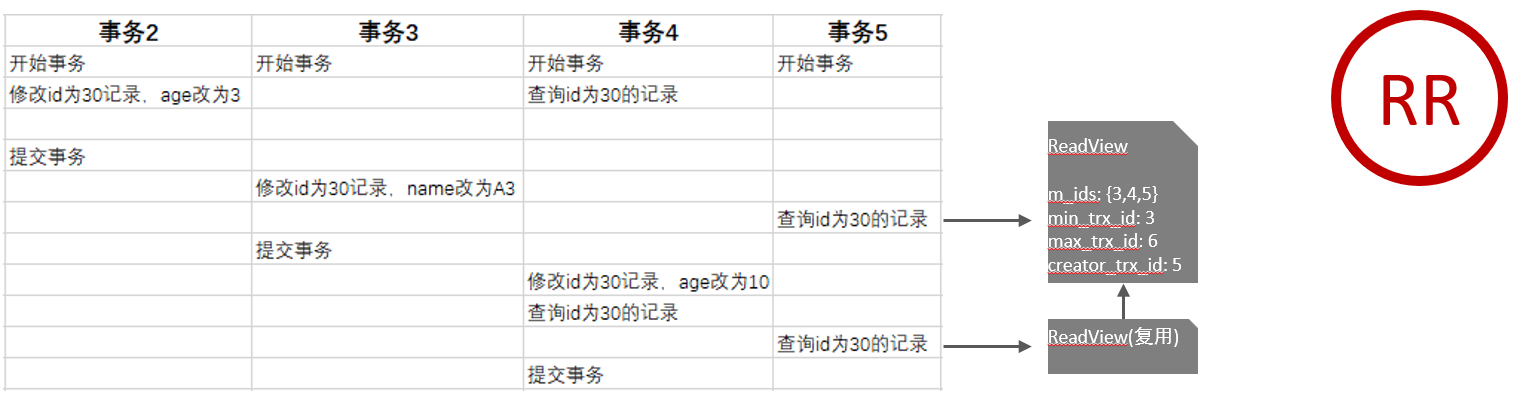 事务2 事务3 事务4 事务5
开始事务 开始事务 开始事务 开始事务
修改id为30记录，age改为3 查询id为30的记录
提交事务
修改id为30记录，name改为A3
查询id为30的记录
提交事务
修改id为30记录，age改为10
查询id为30的记录
查询id为30的记录
提交事务
ReadView
m_ids: {3,4,5}
min_trx_id: 3
max_trx_id: 6
creator_trx_id: 5
ReadView(复用)
RR